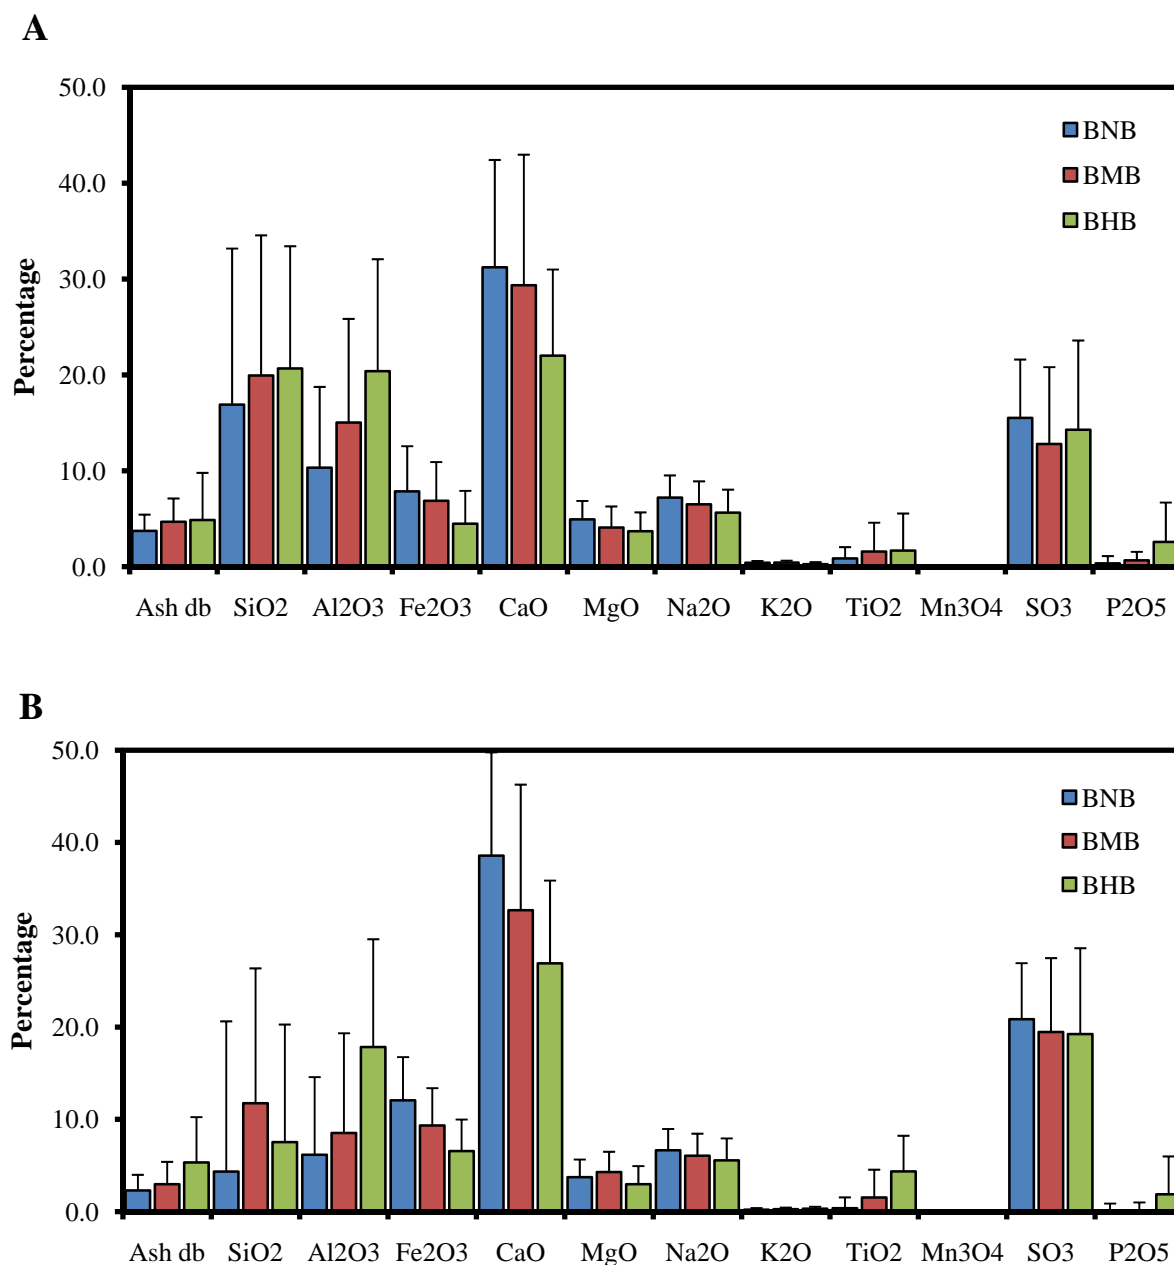 A
50.0
40.0
30.0
20.0
10.0
0.0
Percentage
BNB
BMB
BHB
Ash db SiO2 Al2O3 Fe2O3 CaO MgO Na2O K2O TiO2 Mn3O4 SO3 P2O5
B
50.0
40.0
30.0
20.0
10.0
0.0
Percentage
BNB
BMB
BHB
Ash db SiO2 Al2O3 Fe2O3 CaO MgO Na2O K2O TiO2 Mn3O4 SO3 P2O5